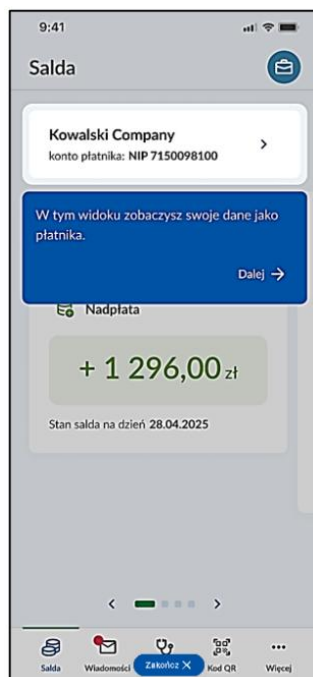 9:41
Salda
Kowalski Company
konto płatnika: NIP 7150098100
W tym widoku zobaczysz swoje dane jako
płatnika.
Dalej
Nadpłata
+ 1 296,00 zł
Stan salda na dzień 28.04.2025
Zakończ
Salda Wiadomości Kod QR Więcej